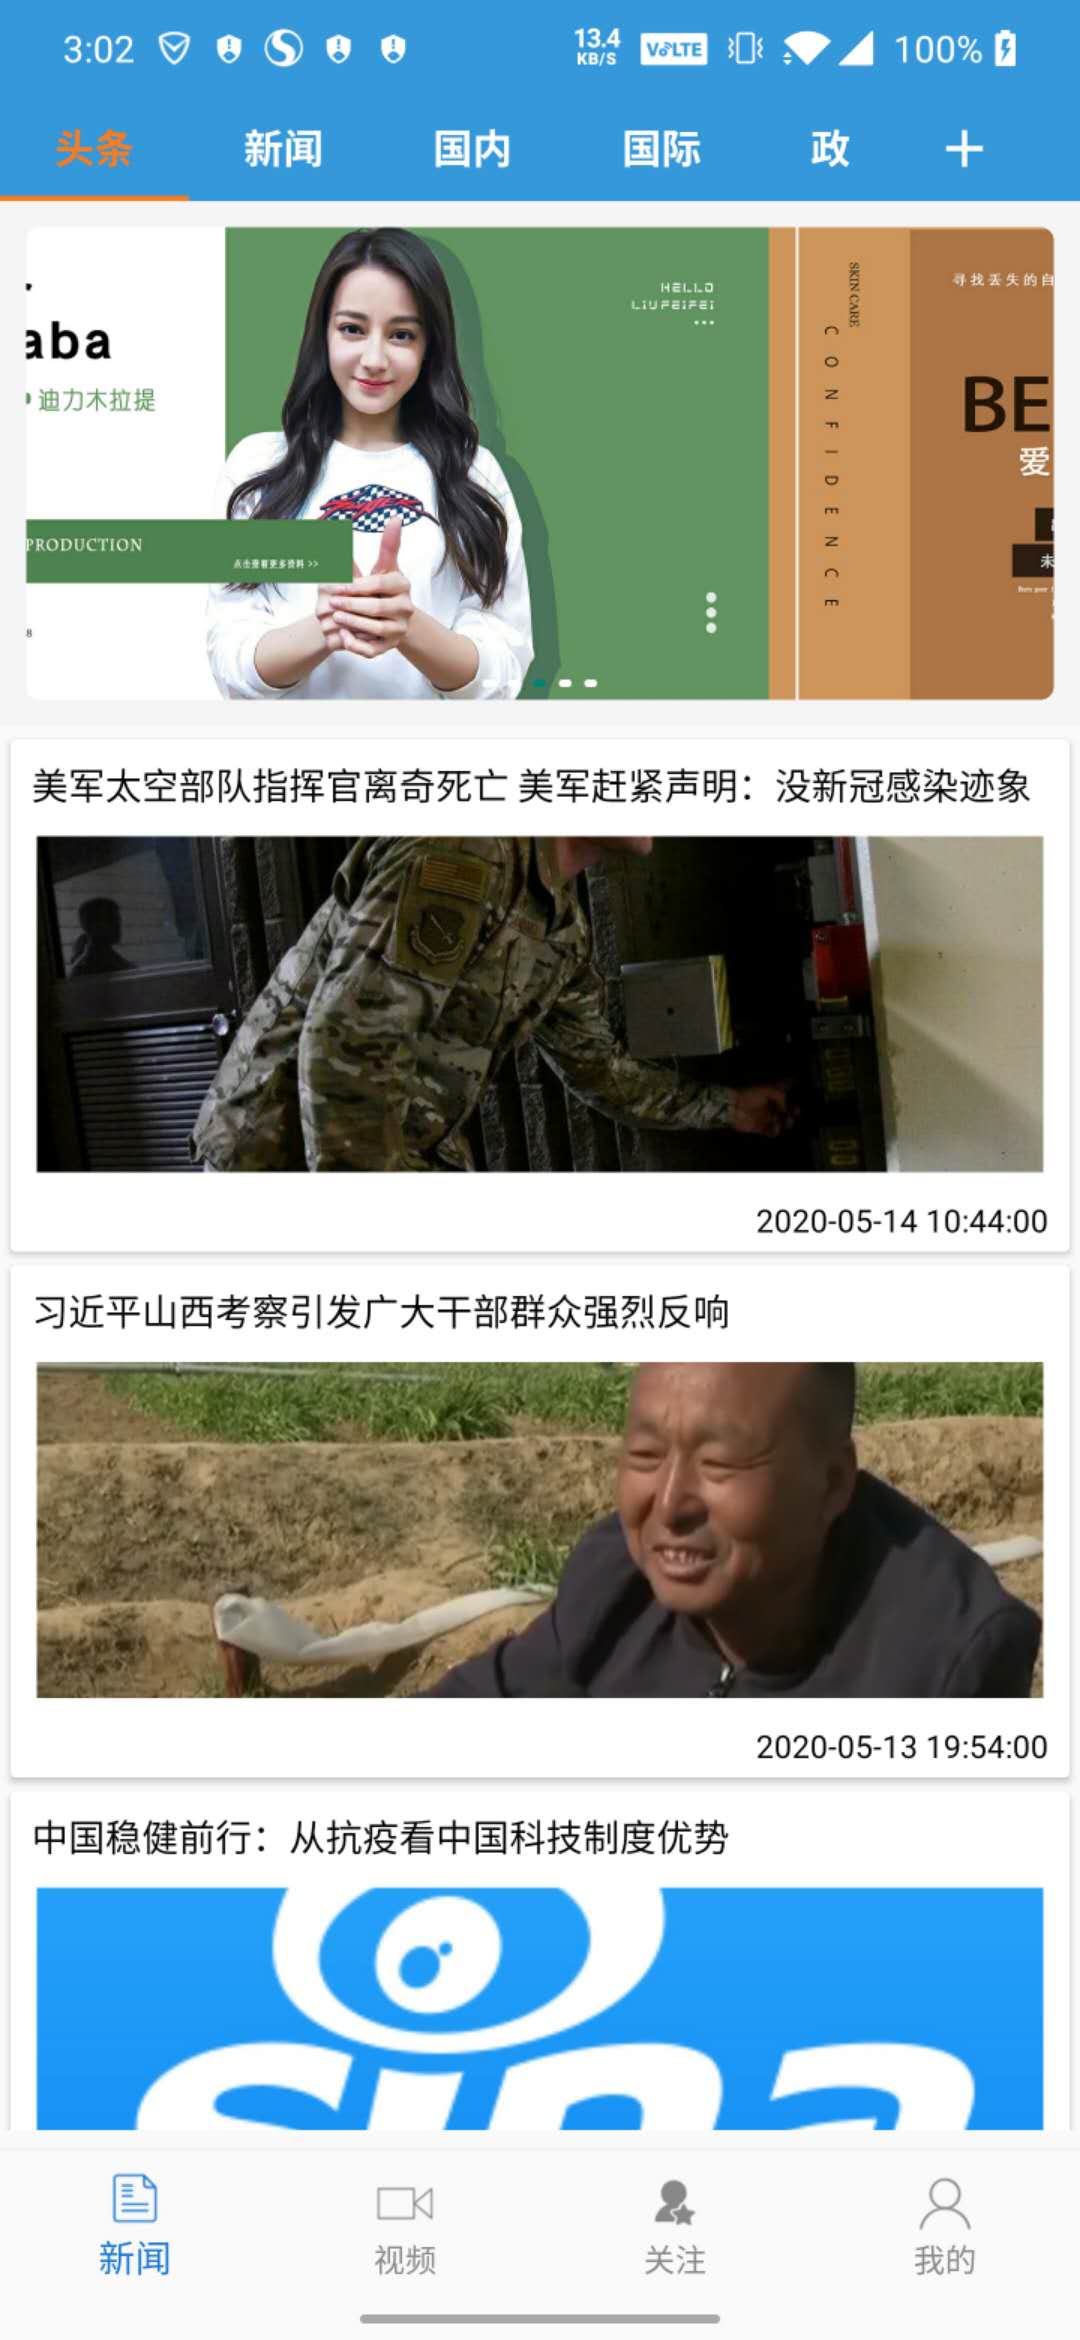 3:02
13.4
KB/S
VoLTE
100%
头条
新闻
国内
国际
政
aba
迪力木拉提
HELLO
LIUFEIFEI
PRODUCTION
点击查看更多资料 >>
8
SKIN CARE
CONFIDENCE
寻找丢失的自
BE
爱
未
美军太空部队指挥官离奇死亡 美军赶紧声明：没新冠感染迹象
2020-05-14 10:44:00
习近平山西考察引发广大干部群众强烈反响
2020-05-13 19:54:00
中国稳健前行：从抗疫看中国科技制度优势
sina
新闻
视频
关注
我的